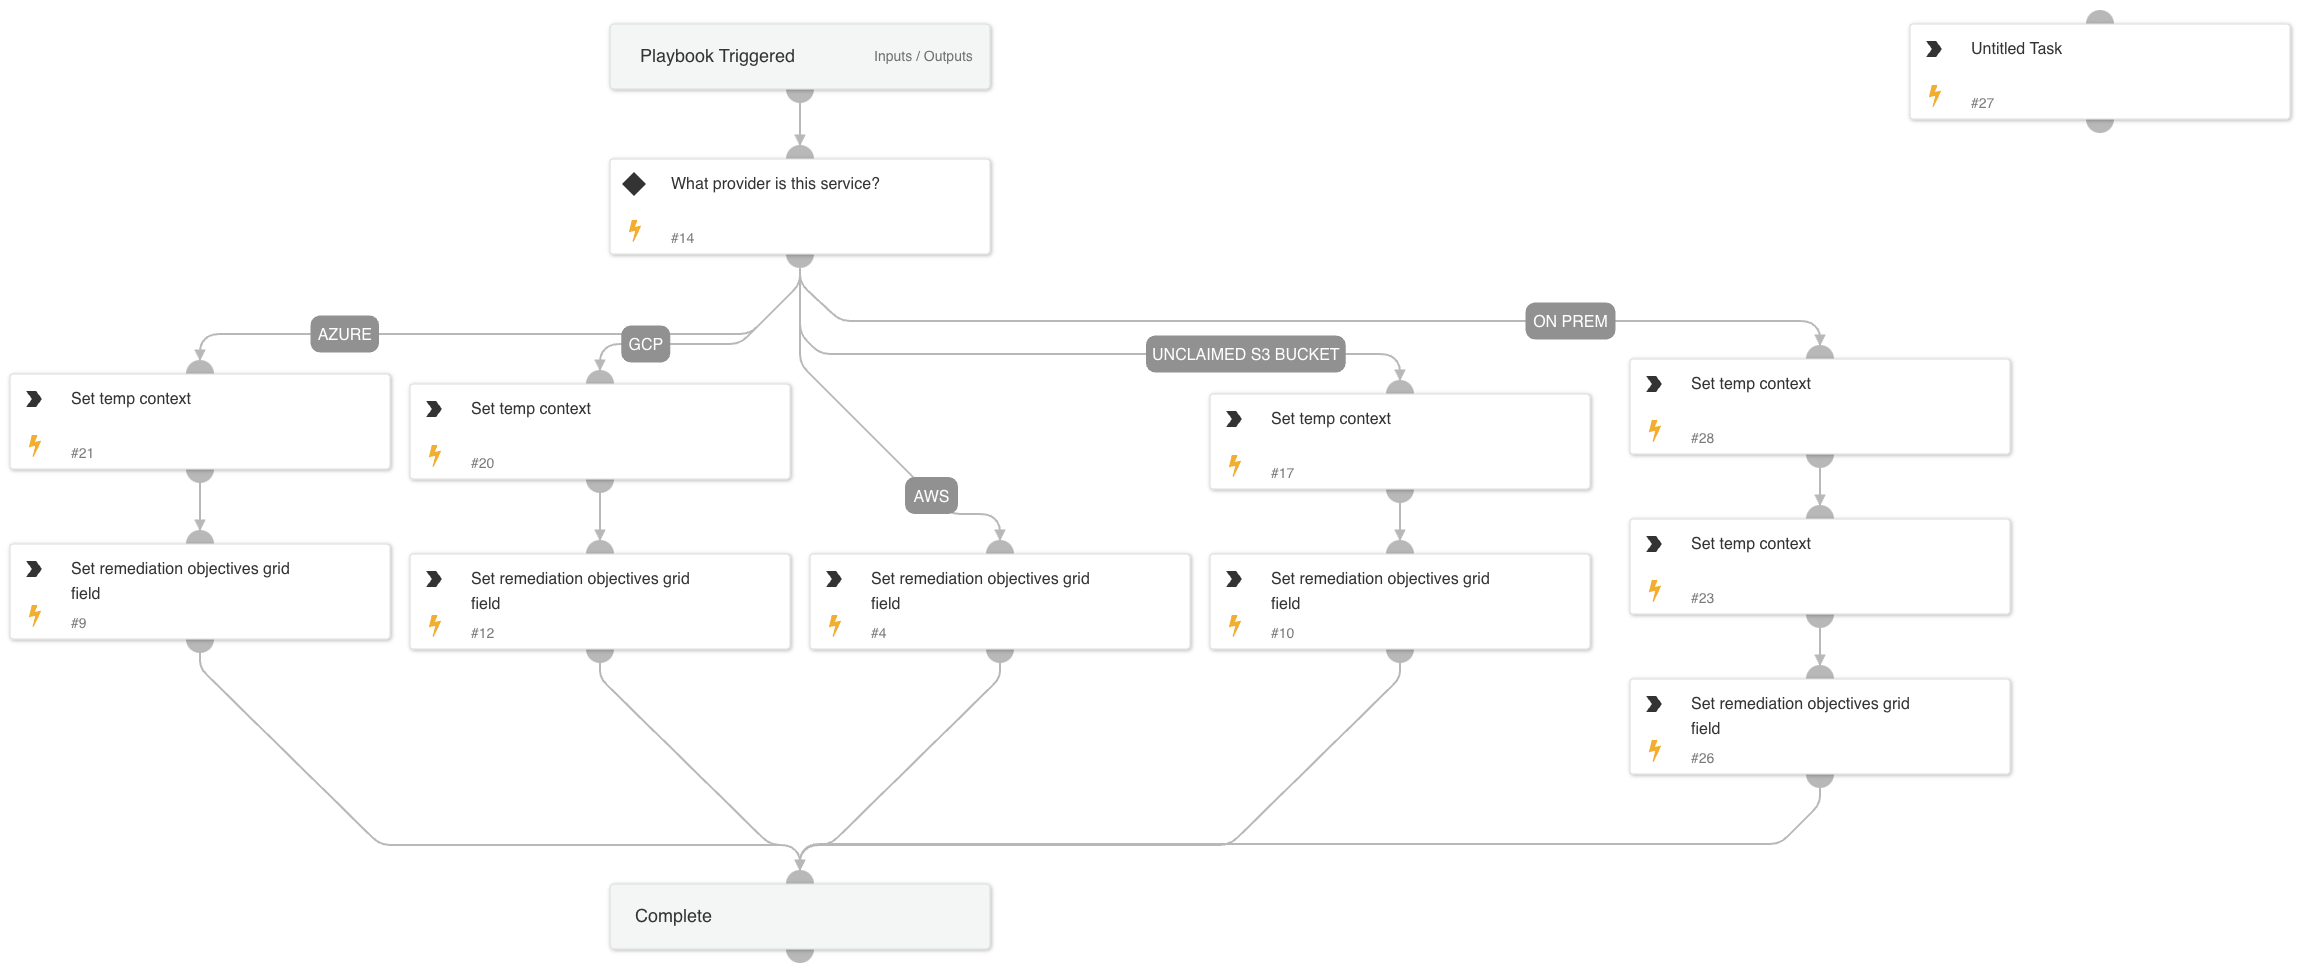 Playbook Triggered
Inputs / Outputs
Untitled Task
#27
What provider is this service?
#14
AZURE
GCP
AWS
UNCLAIMED S3 BUCKET
ON PREM
Set temp context
#21
Set temp context
#20
Set temp context
#17
Set temp context
#28
Set temp context
#23
Set remediation objectives grid
field
#9
Set remediation objectives grid
field
#12
Set remediation objectives grid
field
#4
Set remediation objectives grid
field
#10
Set remediation objectives grid
field
#26
Complete